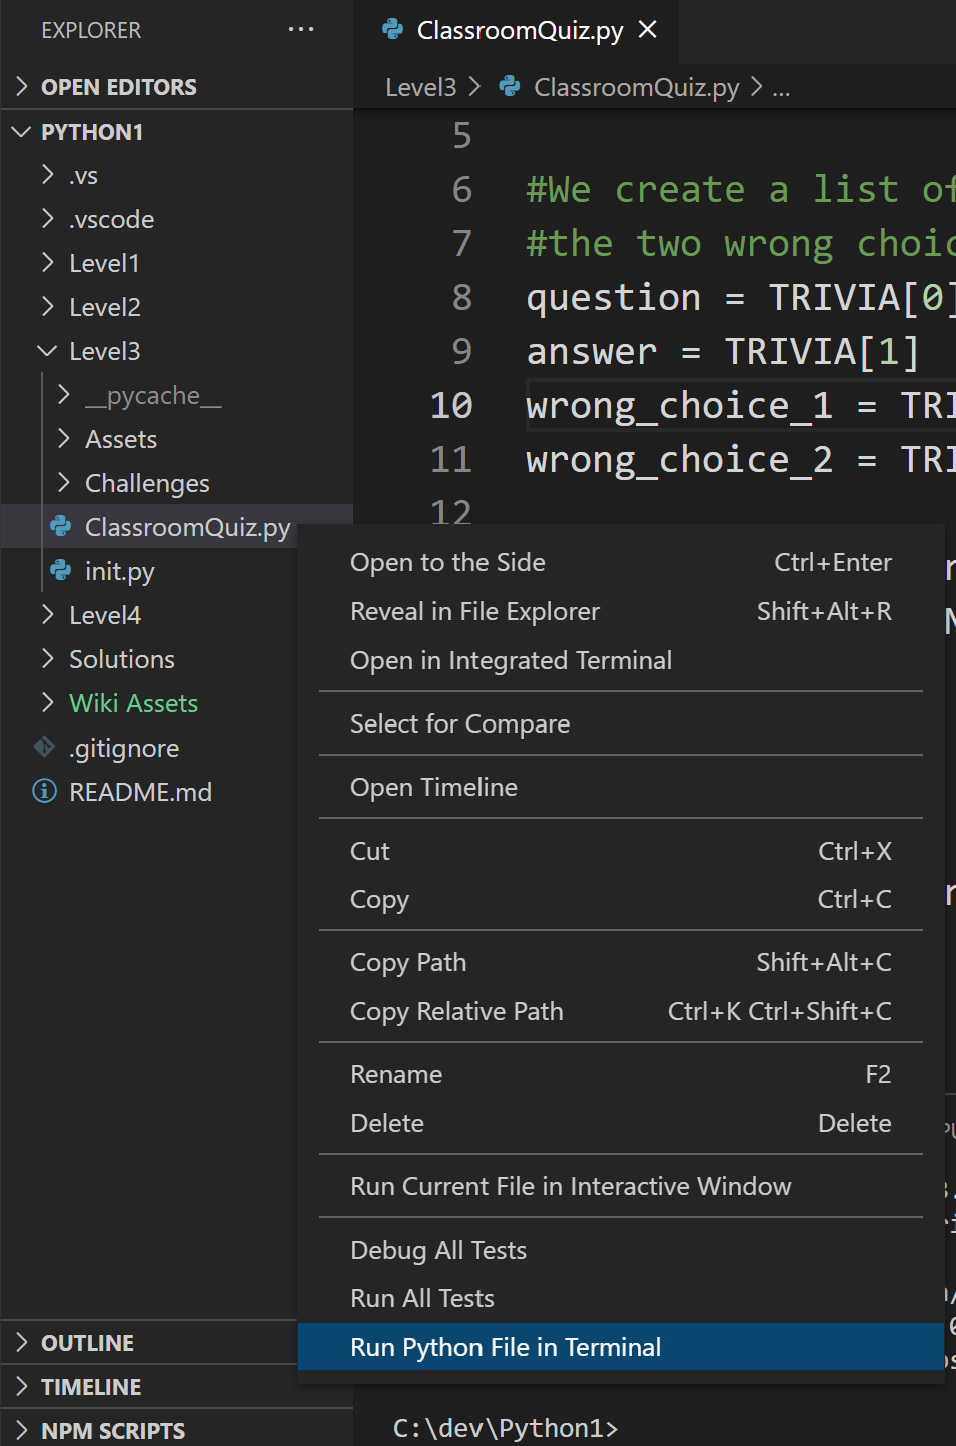 EXPLORER ...
OPEN EDITORS
PYTHON1
.vs
.vscode
Level1
Level2
Level3
__pycache__
Assets
Challenges
ClassroomQuiz.py
init.py
Level4
Solutions
Wiki Assets
.gitignore
README.md
OUTLINE
TIMELINE
NPM SCRIPTS
ClassroomQuiz.py
Level3 > ClassroomQuiz.py > ...
5
6 #We create a list of
7 #the two wrong choic
8 question = TRIVIA[0]
9 answer = TRIVIA[1]
10 wrong_choice_1 = TRI
11 wrong_choice_2 = TRI
12
Open to the Side Ctrl+Enter
Reveal in File Explorer Shift+Alt+R
Open in Integrated Terminal
Select for Compare
Open Timeline
Cut Ctrl+X
Copy Ctrl+C
Copy Path Shift+Alt+C
Copy Relative Path Ctrl+K Ctrl+Shift+C
Rename F2
Delete Delete
Run Current File in Interactive Window
Debug All Tests
Run All Tests
Run Python File in Terminal
C:\dev\Python1>